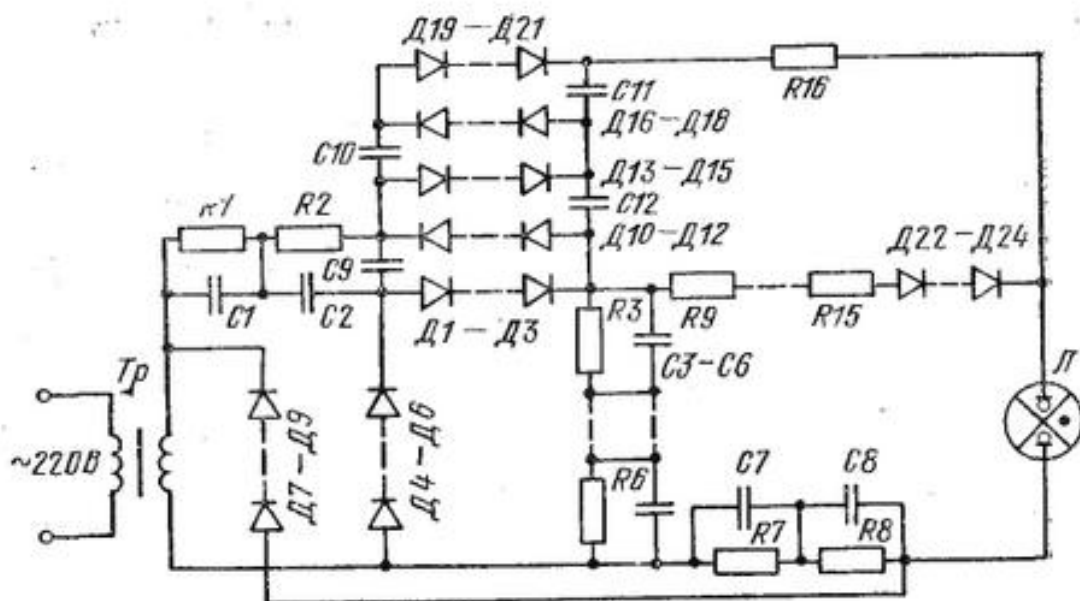 Д19-Д21
R16
C11
Д16-Д18
C10
Д13-Д15
R1
R2
C12
Д10-Д12
C9
Д22-Д24
C1
C2
Д1-Д3
R3
R9
R15
C3-C6
Л
Тр
~220В
Д7-Д9
Д4-Д6
R6
C7
C8
R7
R8